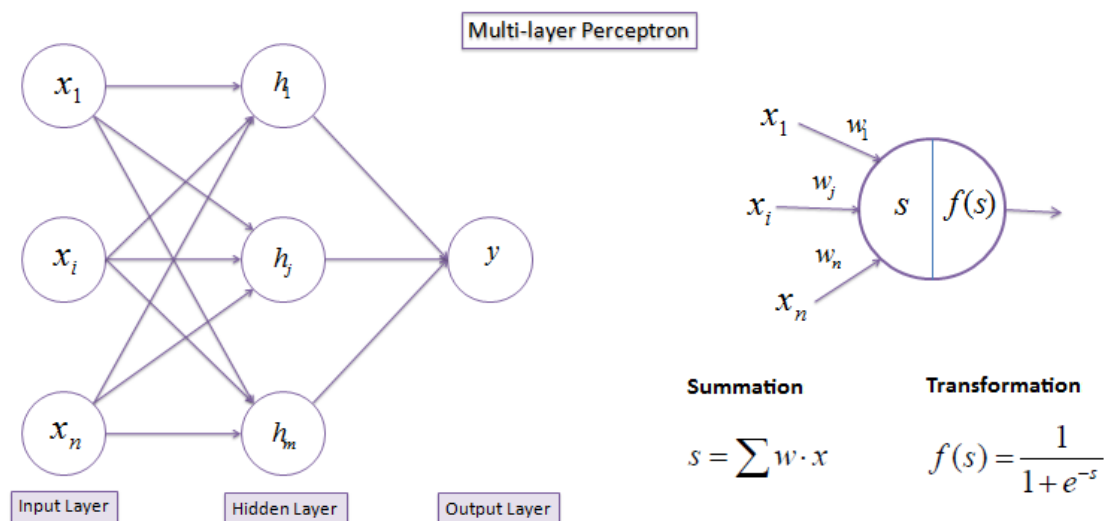 Multi-layer Perceptron
x₁
h₁
xᵢ
hⱼ
y
xₙ
hₘ
Input Layer
Hidden Layer
Output Layer
x₁
w₁
xᵢ
wⱼ
s
f(s)
wₙ
xₙ
Summation
Transformation
s = ∑ w · x
f(s) = 1 / (1 + e⁻ˢ)